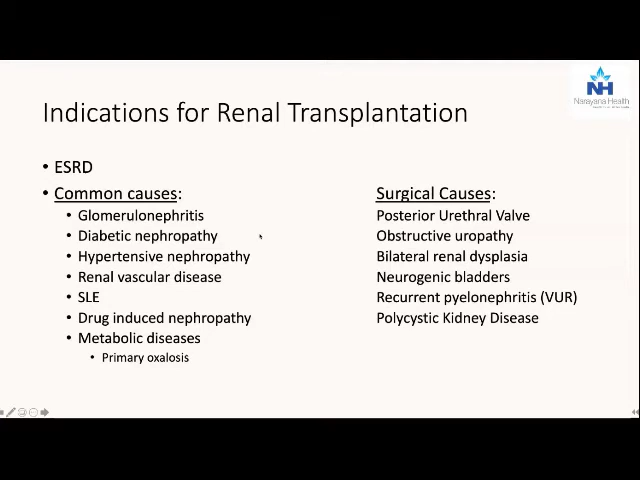 NH
Narayana Health
Indications for Renal Transplantation
• ESRD
• Common causes:
• Glomerulonephritis
• Diabetic nephropathy
• Hypertensive nephropathy
• Renal vascular disease
• SLE
• Drug induced nephropathy
• Metabolic diseases
• Primary oxalosis
Surgical Causes:
Posterior Urethral Valve
Obstructive uropathy
Bilateral renal dysplasia
Neurogenic bladders
Recurrent pyelonephritis (VUR)
Polycystic Kidney Disease